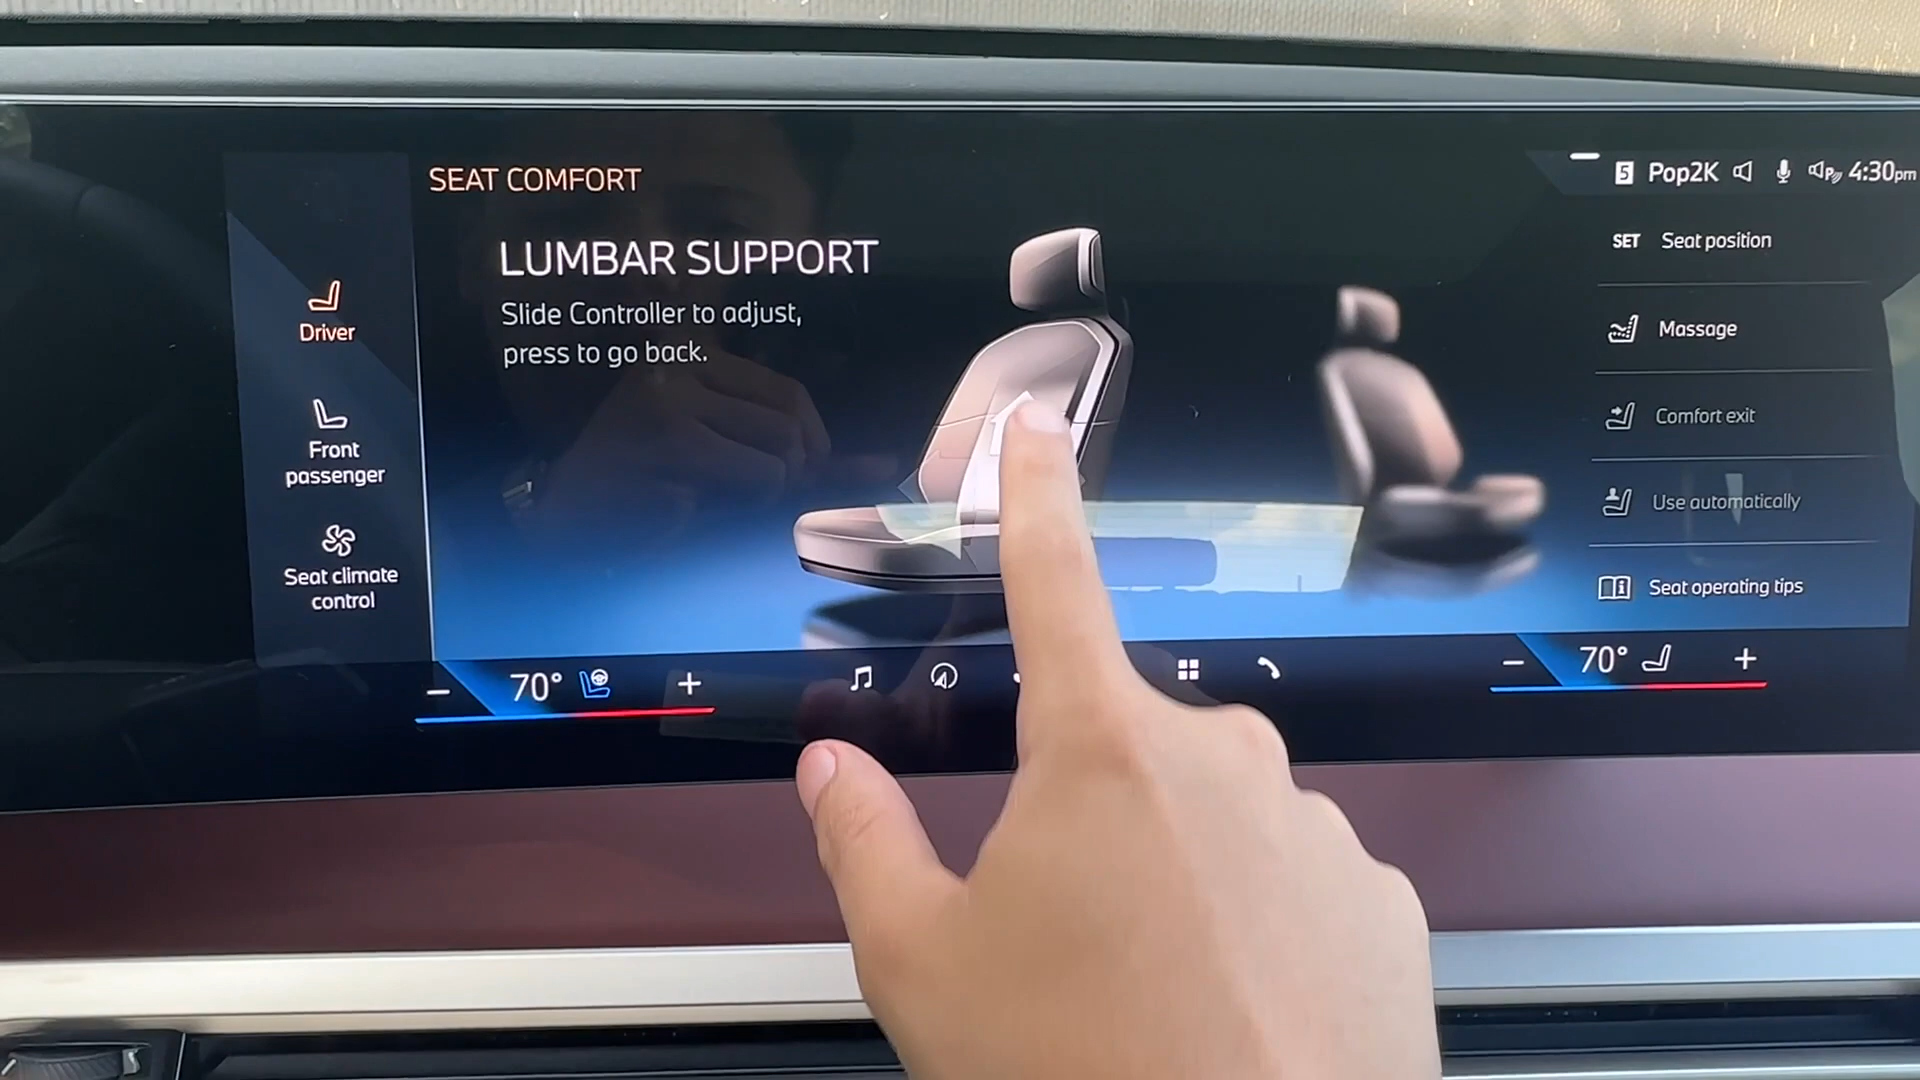 SEAT COMFORT
5 Pop2K 4:30pm
LUMBAR SUPPORT
Slide Controller to adjust,
press to go back.
Driver
Front
passenger
Seat climate
control
SET Seat position
Massage
Comfort exit
Use automatically
Seat operating tips
− 70° +
− 70° +